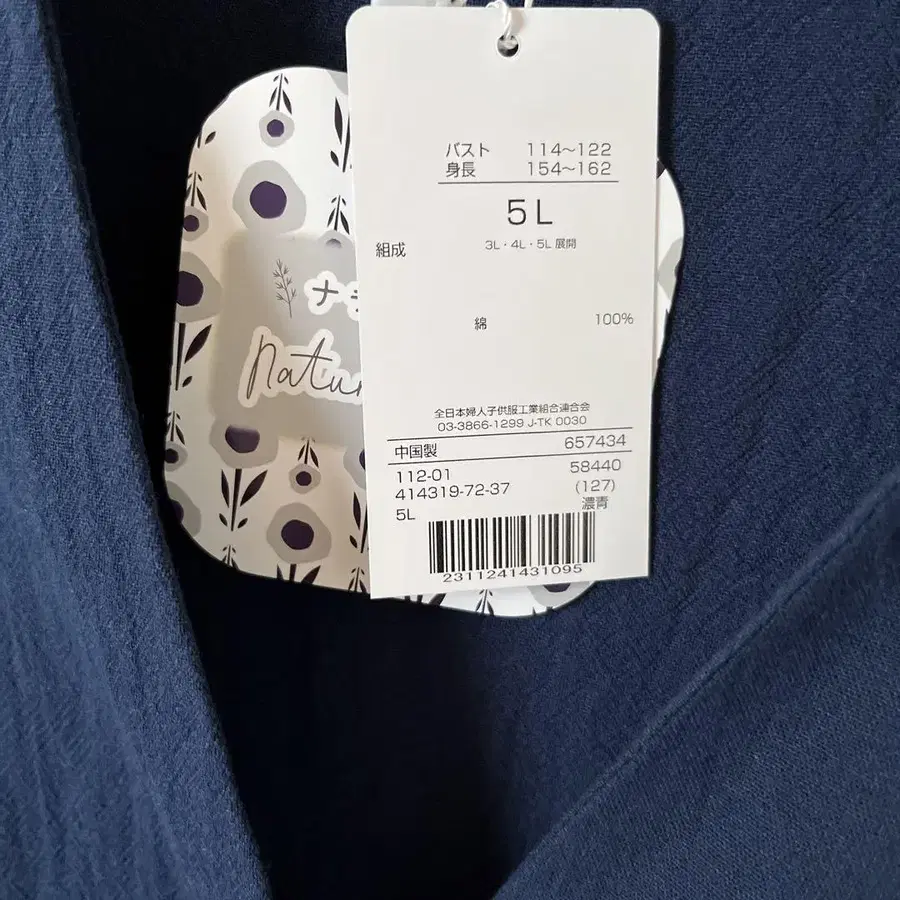 バスト 114～122
身長 154～162
5L
組成
3L・4L・5L 展開
綿 100%
全日本婦人子供服工業組合連合会
03-3866-1299 J-TK 0030
中国製 657434
112-01 58440
414319-72-37 (127)
5L 濃青
2311241431095
ナチ
Natur